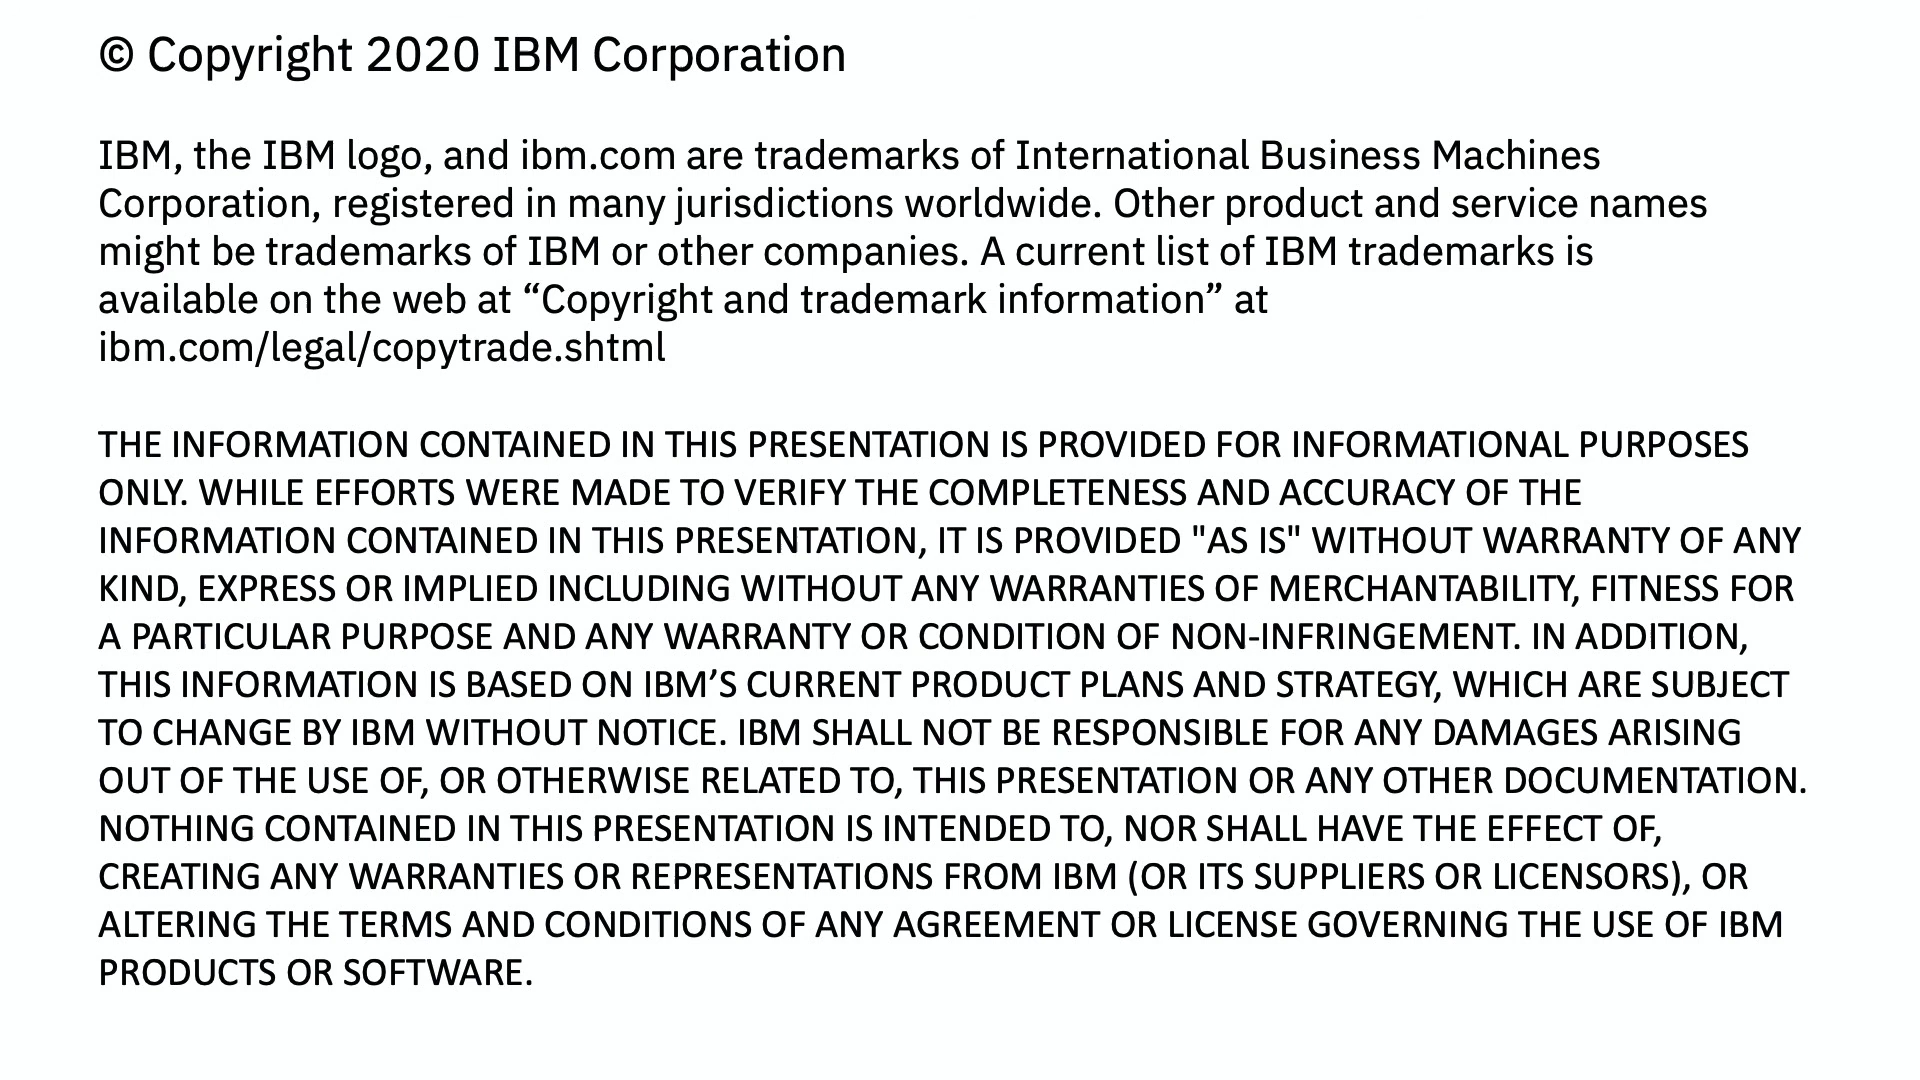 © Copyright 2020 IBM Corporation
IBM, the IBM logo, and ibm.com are trademarks of International Business Machines
Corporation, registered in many jurisdictions worldwide. Other product and service names
might be trademarks of IBM or other companies. A current list of IBM trademarks is
available on the web at “Copyright and trademark information” at
ibm.com/legal/copytrade.shtml
THE INFORMATION CONTAINED IN THIS PRESENTATION IS PROVIDED FOR INFORMATIONAL PURPOSES
ONLY. WHILE EFFORTS WERE MADE TO VERIFY THE COMPLETENESS AND ACCURACY OF THE
INFORMATION CONTAINED IN THIS PRESENTATION, IT IS PROVIDED "AS IS" WITHOUT WARRANTY OF ANY
KIND, EXPRESS OR IMPLIED INCLUDING WITHOUT ANY WARRANTIES OF MERCHANTABILITY, FITNESS FOR
A PARTICULAR PURPOSE AND ANY WARRANTY OR CONDITION OF NON-INFRINGEMENT. IN ADDITION,
THIS INFORMATION IS BASED ON IBM’S CURRENT PRODUCT PLANS AND STRATEGY, WHICH ARE SUBJECT
TO CHANGE BY IBM WITHOUT NOTICE. IBM SHALL NOT BE RESPONSIBLE FOR ANY DAMAGES ARISING
OUT OF THE USE OF, OR OTHERWISE RELATED TO, THIS PRESENTATION OR ANY OTHER DOCUMENTATION.
NOTHING CONTAINED IN THIS PRESENTATION IS INTENDED TO, NOR SHALL HAVE THE EFFECT OF,
CREATING ANY WARRANTIES OR REPRESENTATIONS FROM IBM (OR ITS SUPPLIERS OR LICENSORS), OR
ALTERING THE TERMS AND CONDITIONS OF ANY AGREEMENT OR LICENSE GOVERNING THE USE OF IBM
PRODUCTS OR SOFTWARE.